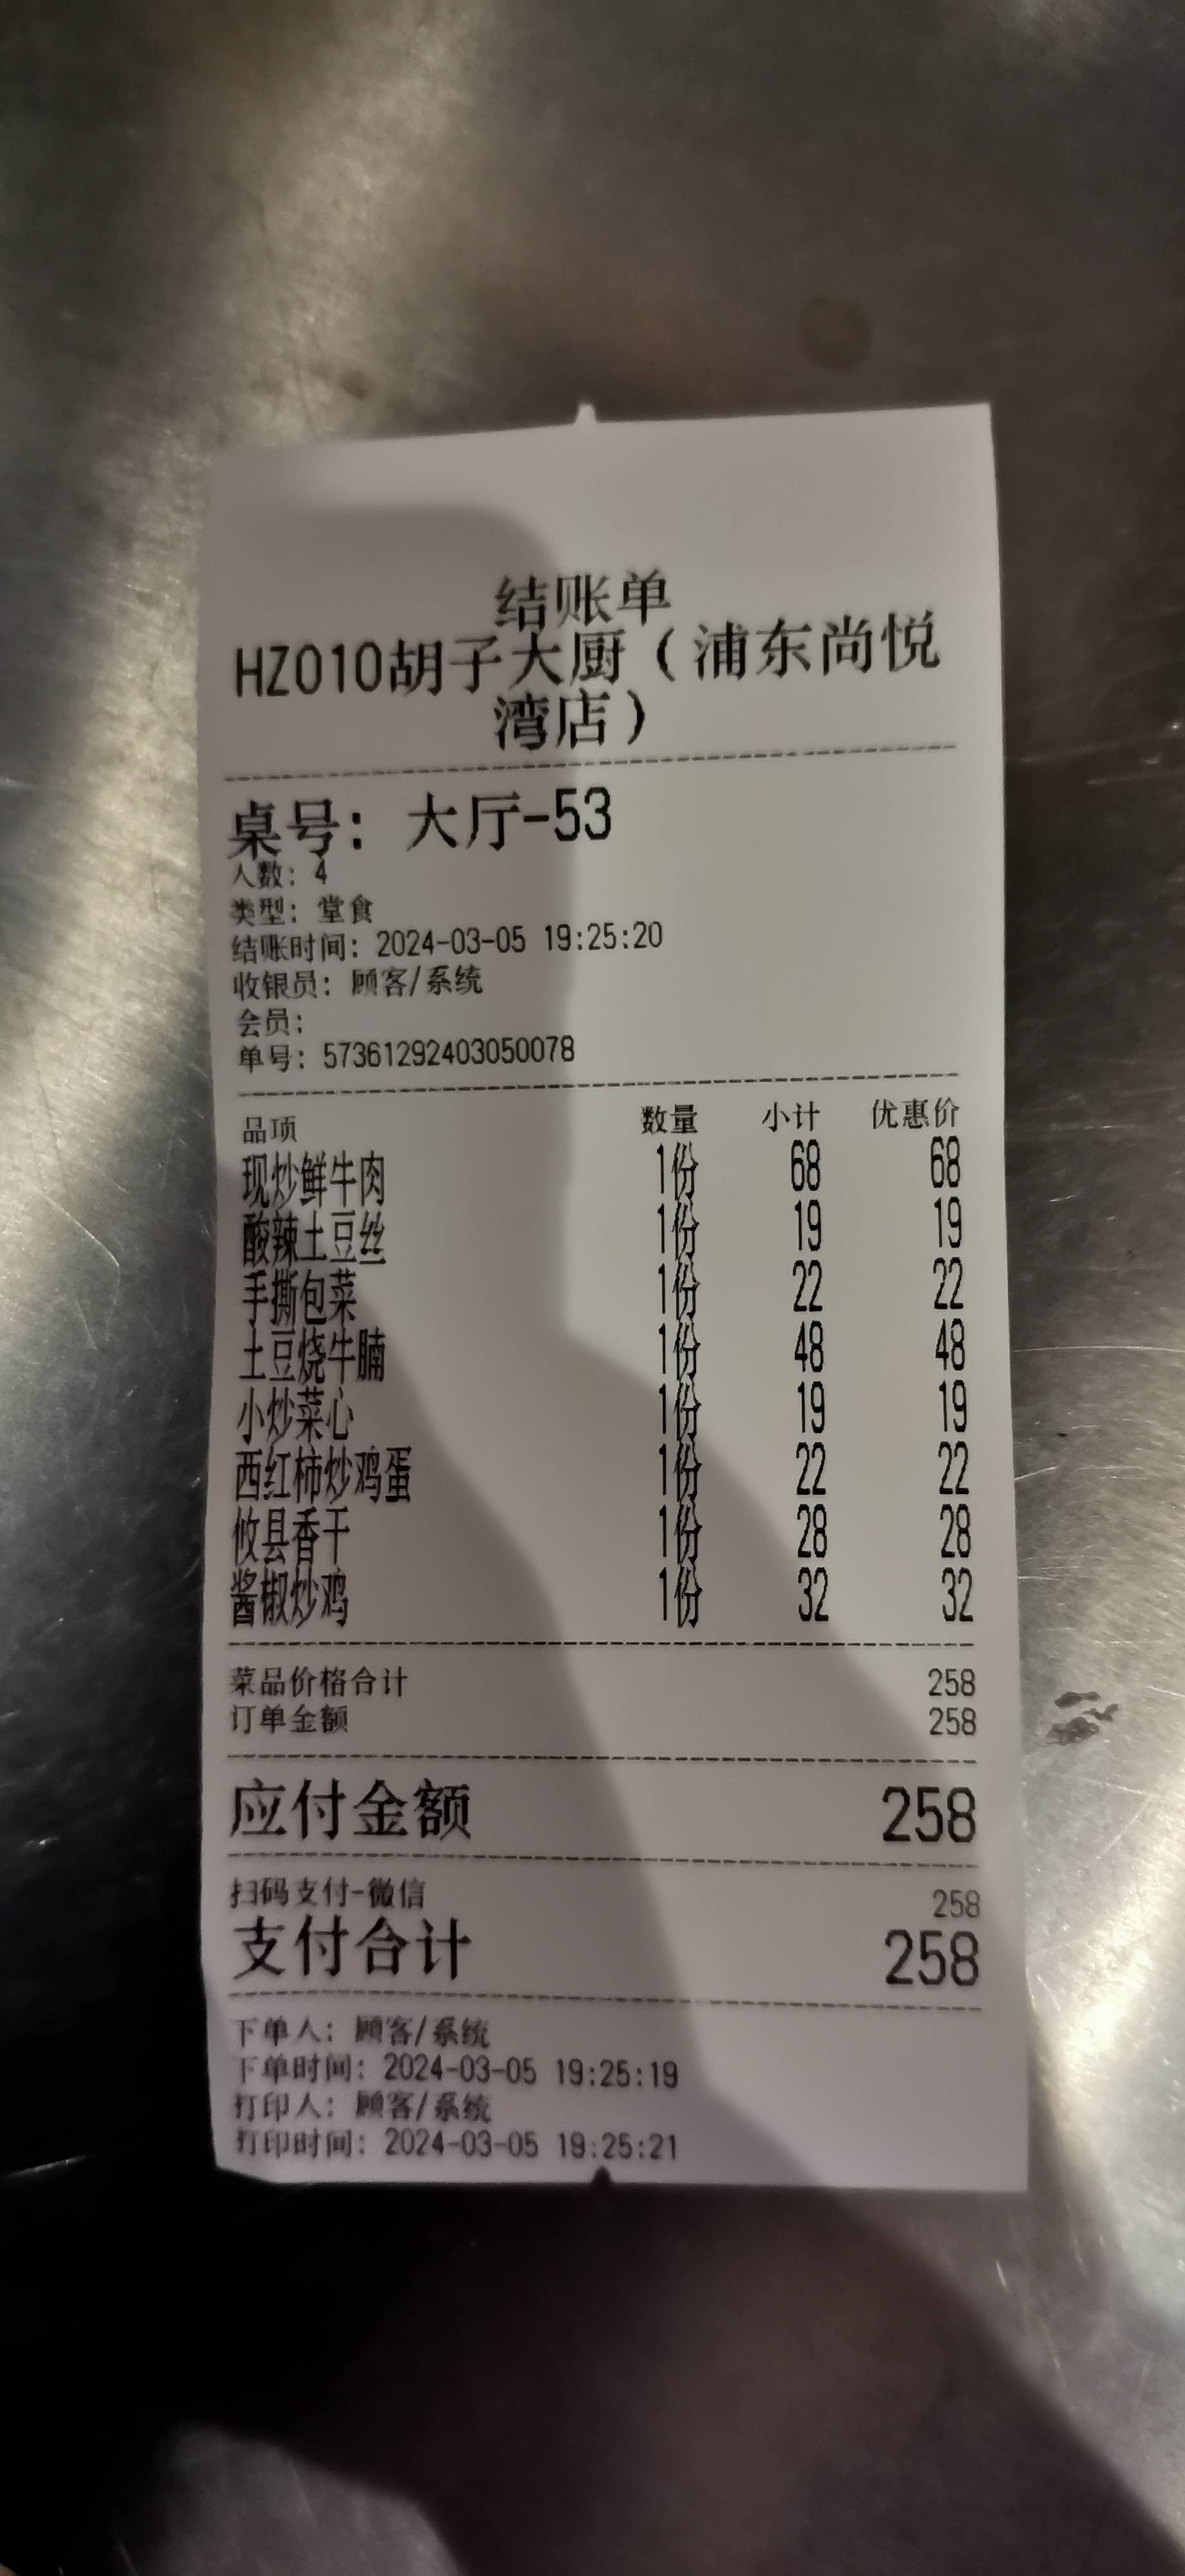 结账单
HZ010胡子大厨（浦东尚悦
湾店）
桌号：大厅-53
人数：4
类型：堂食
结账时间：2024-03-05 19:25:20
收银员：顾客/系统
会员：
单号：57361292403050078
品项 数量 小计 优惠价
现炒鲜牛肉 1份 68 68
酸辣土豆丝 1份 19 19
手撕包菜 1份 22 22
土豆烧牛腩 1份 48 48
小炒菜心 1份 19 19
西红柿炒鸡蛋 1份 22 22
攸县香干 1份 28 28
酱椒炒鸡 1份 32 32
菜品价格合计 258
订单金额 258
应付金额 258
扫码支付-微信 258
支付合计 258
下单人：顾客/系统
下单时间：2024-03-05 19:25:19
打印人：顾客/系统
打印时间：2024-03-05 19:25:21